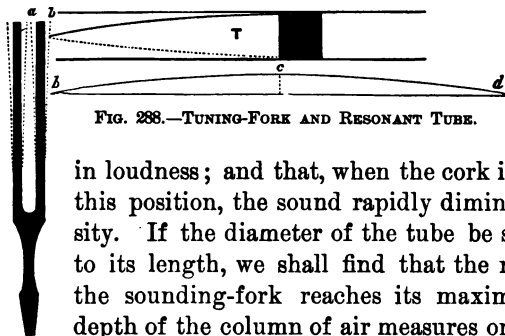 a b
T
c
b d
FIG. 288.—TUNING-FORK AND RESONANT TUBE.
in loudness; and that, when the cork i
this position, the sound rapidly dimin
sity. If the diameter of the tube be s
to its length, we shall find that the
the sounding-fork reaches its maxim
depth of the column of air measures